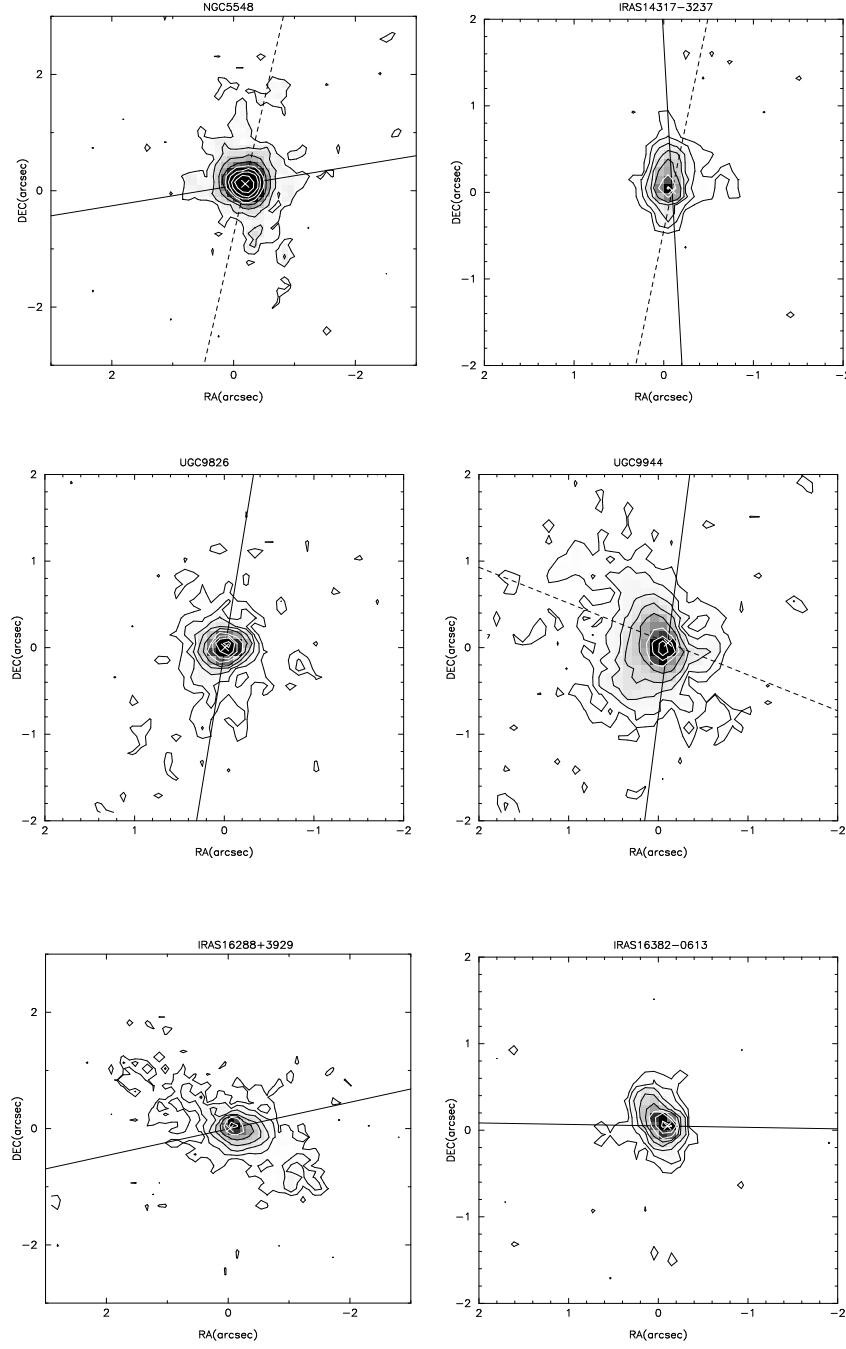 NGC5548
2
0
−2
DEC(arcsec)
2
0
−2
RA(arcsec)
IRAS14317−3237
2
1
0
−1
−2
DEC(arcsec)
2
1
0
−1
−2
RA(arcsec)
UGC9826
2
1
0
−1
−2
DEC(arcsec)
2
1
0
−1
−2
RA(arcsec)
UGC9944
2
1
0
−1
−2
DEC(arcsec)
2
1
0
−1
−2
RA(arcsec)
IRAS16288+3929
2
0
−2
DEC(arcsec)
2
0
−2
RA(arcsec)
IRAS16382−0613
2
1
0
−1
−2
DEC(arcsec)
2
1
0
−1
−2
RA(arcsec)